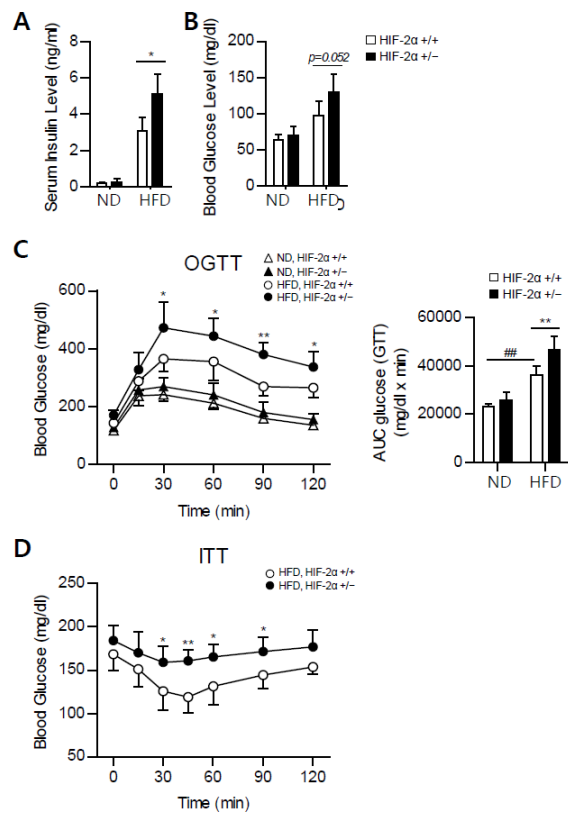 A
Serum Insulin Level (ng/ml)
8
6
4
2
0
*
ND
HFD
B
Blood Glucose Level (mg/dl)
200
150
100
50
0
p=0.052
ND
HFD
HIF-2α +/+
HIF-2α +/−
C
OGTT
ND, HIF-2α +/+
ND, HIF-2α +/−
HFD, HIF-2α +/+
HFD, HIF-2α +/−
Blood Glucose (mg/dl)
600
400
200
0
*
*
**
*
0 30 60 90 120
Time (min)
HIF-2α +/+
HIF-2α +/−
AUC glucose (GTT)
(mg/dl x min)
60000
40000
20000
0
##
**
ND
HFD
D
ITT
HFD, HIF-2α +/+
HFD, HIF-2α +/−
Blood Glucose (mg/dl)
250
200
150
100
50
*
**
*
*
0 30 60 90 120
Time (min)